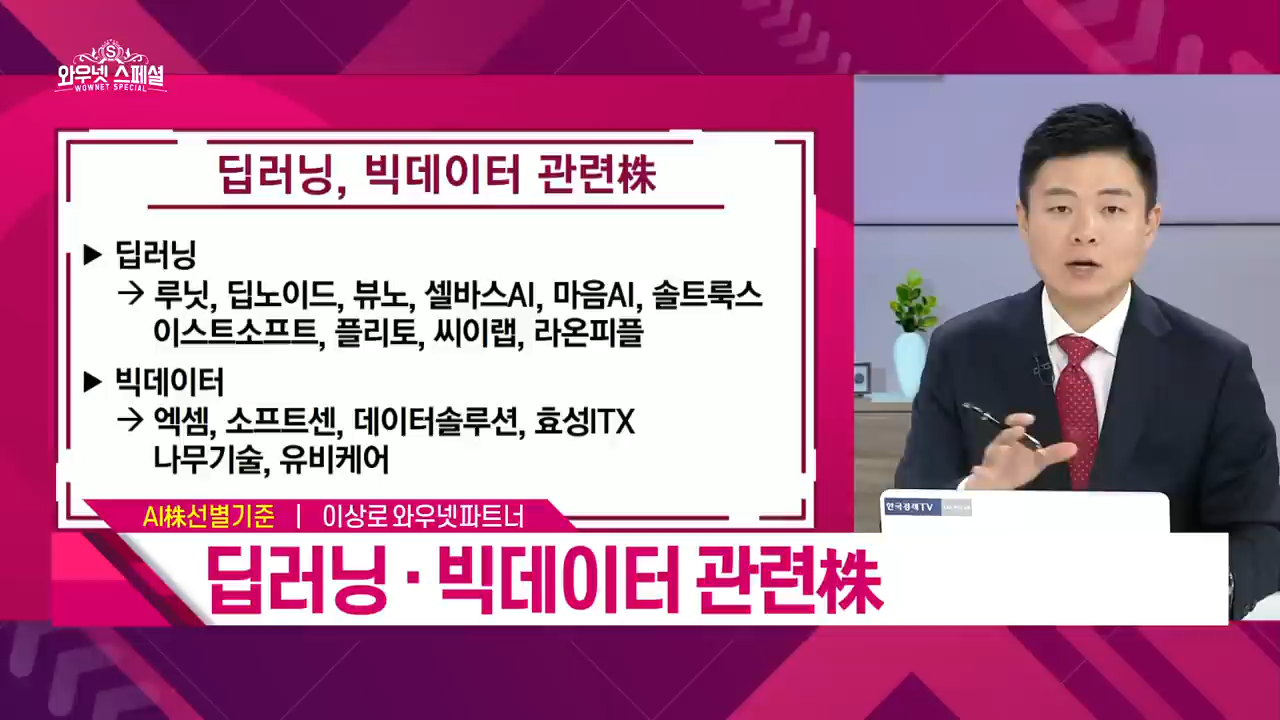 와우넷 스페셜
WOWNET SPECIAL
딥러닝, 빅데이터 관련株
▶ 딥러닝
→ 루닛, 딥노이드, 뷰노, 셀바스AI, 마음AI, 솔트룩스
이스트소프트, 플리토, 씨이랩, 라온피플
▶ 빅데이터
→ 엑셈, 소프트센, 데이터솔루션, 효성ITX
나무기술, 유비케어
AI株선별기준 | 이상로 와우넷파트너
딥러닝·빅데이터 관련株
한국경제TV